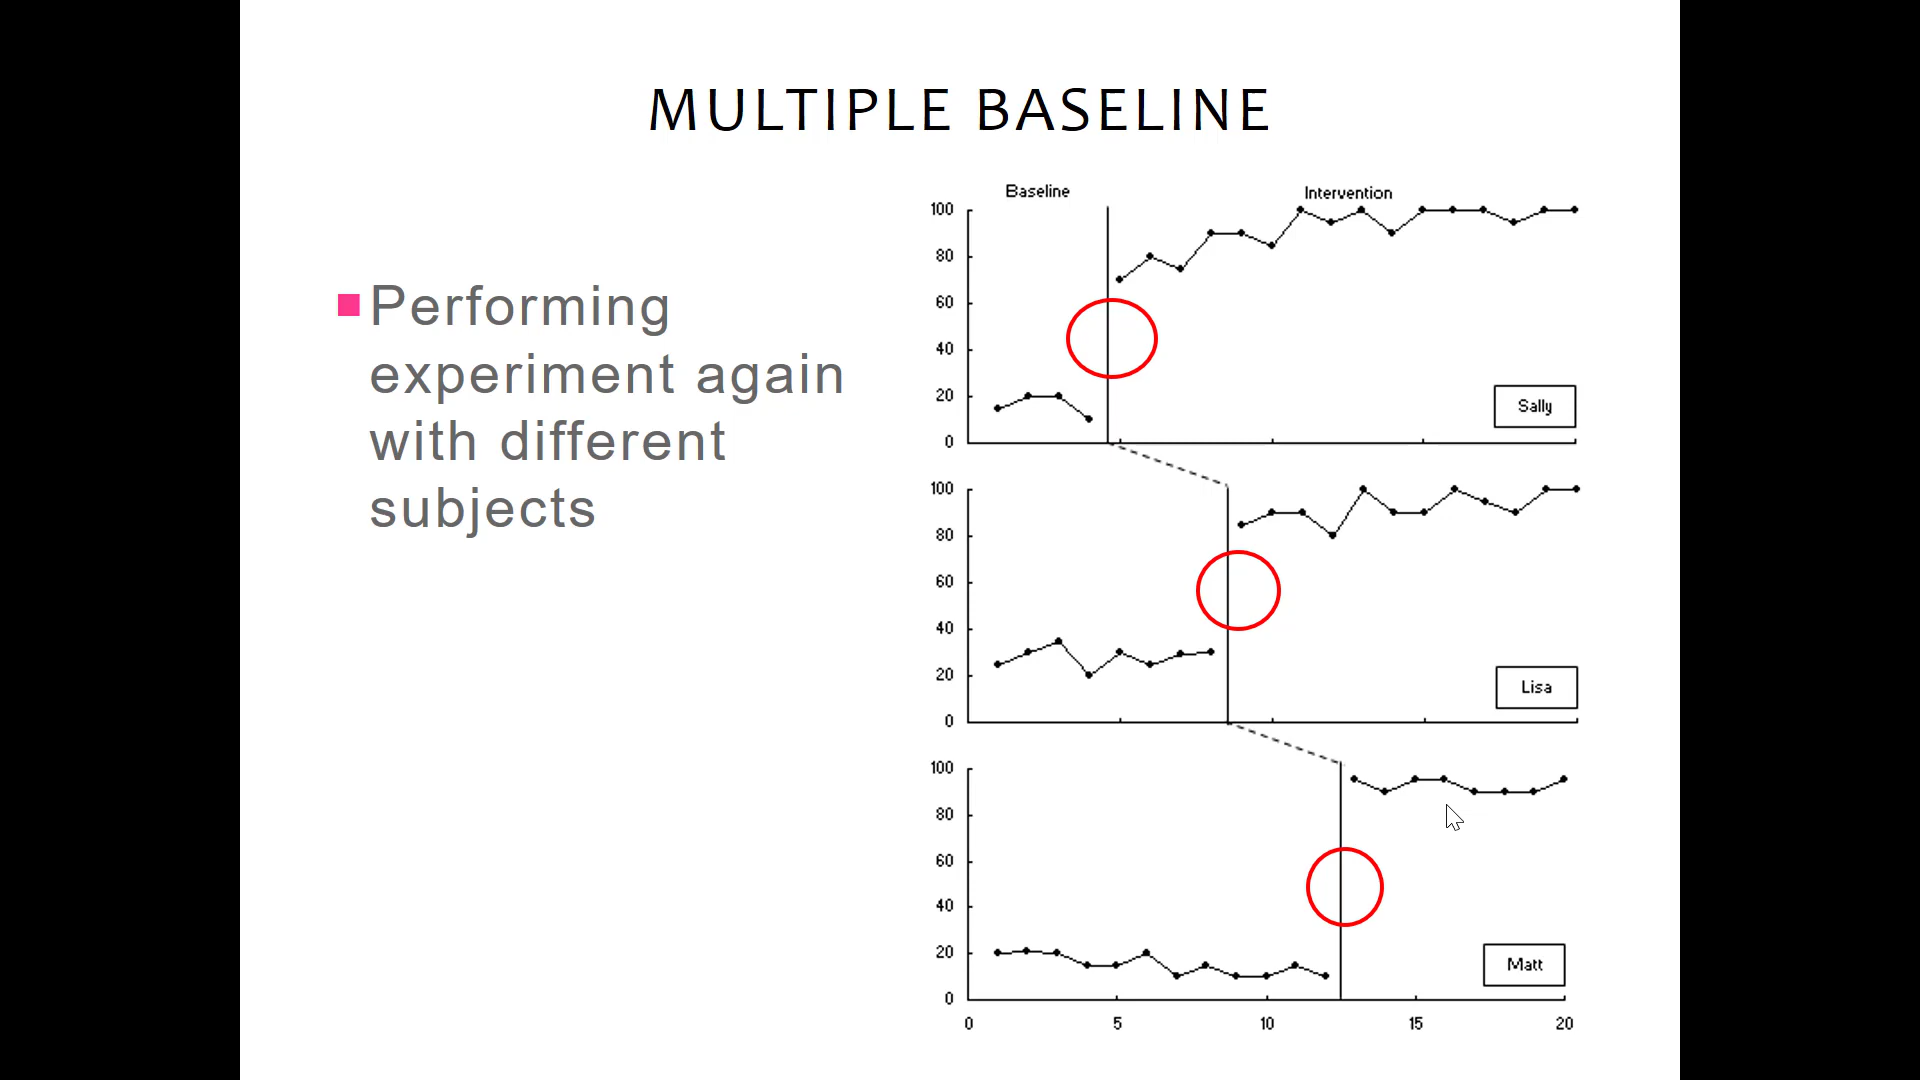 MULTIPLE BASELINE
Performing
experiment again
with different
subjects
Baseline
Intervention
100
80
60
40
20
0
Sally
100
80
60
40
20
0
Lisa
100
80
60
40
20
0
Matt
0 5 10 15 20